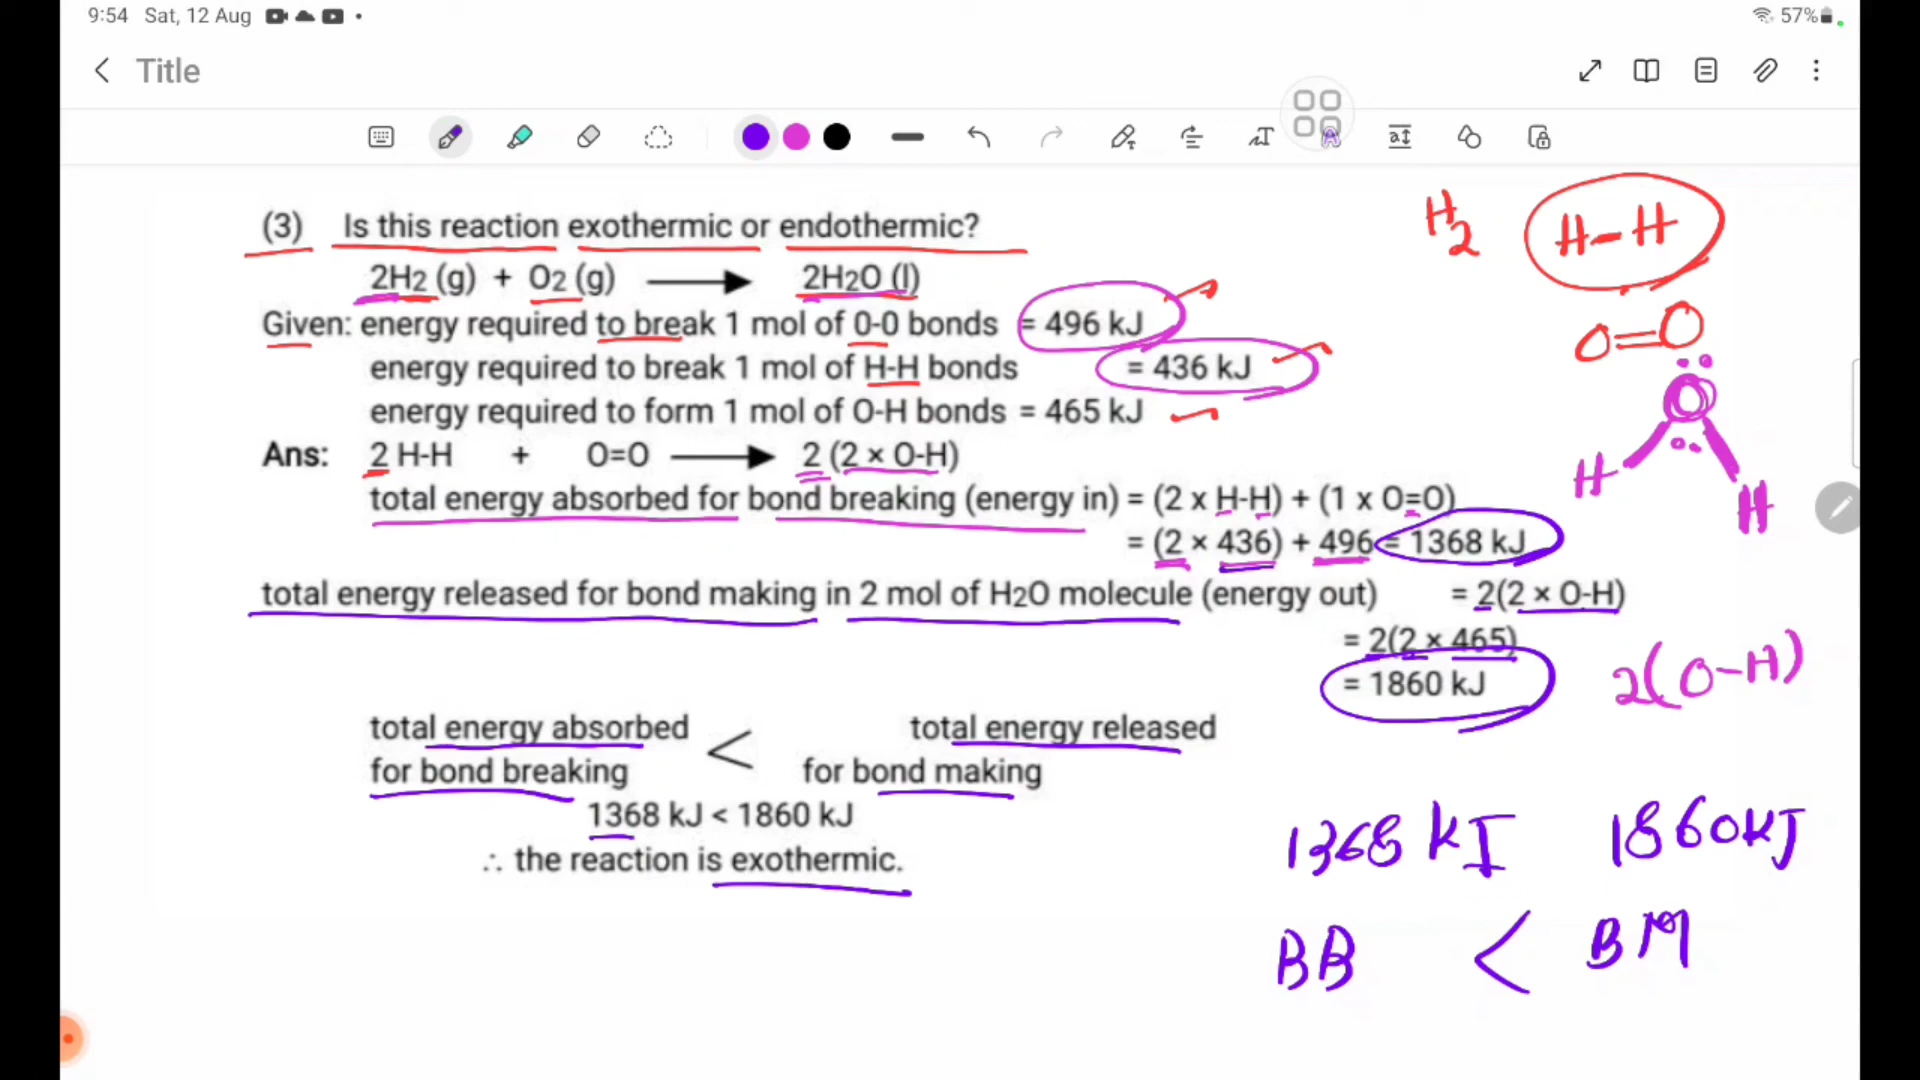 9:54 Sat, 12 Aug
57%
Title
(3) Is this reaction exothermic or endothermic?
2H2 (g) + O2 (g) ⟶ 2H2O (l)
Given: energy required to break 1 mol of 0-0 bonds = 496 kJ
energy required to break 1 mol of H-H bonds = 436 kJ
energy required to form 1 mol of O-H bonds = 465 kJ
Ans: 2 H-H + O=O ⟶ 2 (2 × O-H)
total energy absorbed for bond breaking (energy in) = (2 x H-H) + (1 x O=O)
= (2 × 436) + 496 = 1368 kJ
total energy released for bond making in 2 mol of H2O molecule (energy out) = 2(2 × O-H)
= 2(2 × 465)
= 1860 kJ
total energy absorbed < total energy released
for bond breaking for bond making
1368 kJ < 1860 kJ
∴ the reaction is exothermic.
H2 H-H
O=O
O
H H
2(O-H)
1368 kJ 1860kJ
BB < BM